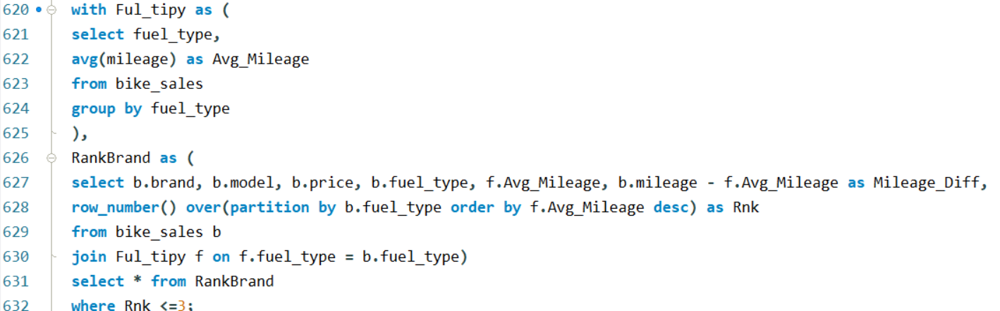 620 with Ful_tipy as (
621 select fuel_type,
622 avg(mileage) as Avg_Mileage
623 from bike_sales
624 group by fuel_type
625 ),
626 RankBrand as (
627 select b.brand, b.model, b.price, b.fuel_type, f.Avg_Mileage, b.mileage - f.Avg_Mileage as Mileage_Diff,
628 row_number() over(partition by b.fuel_type order by f.Avg_Mileage desc) as Rnk
629 from bike_sales b
630 join Ful_tipy f on f.fuel_type = b.fuel_type)
631 select * from RankBrand
632 where Rnk <=3;